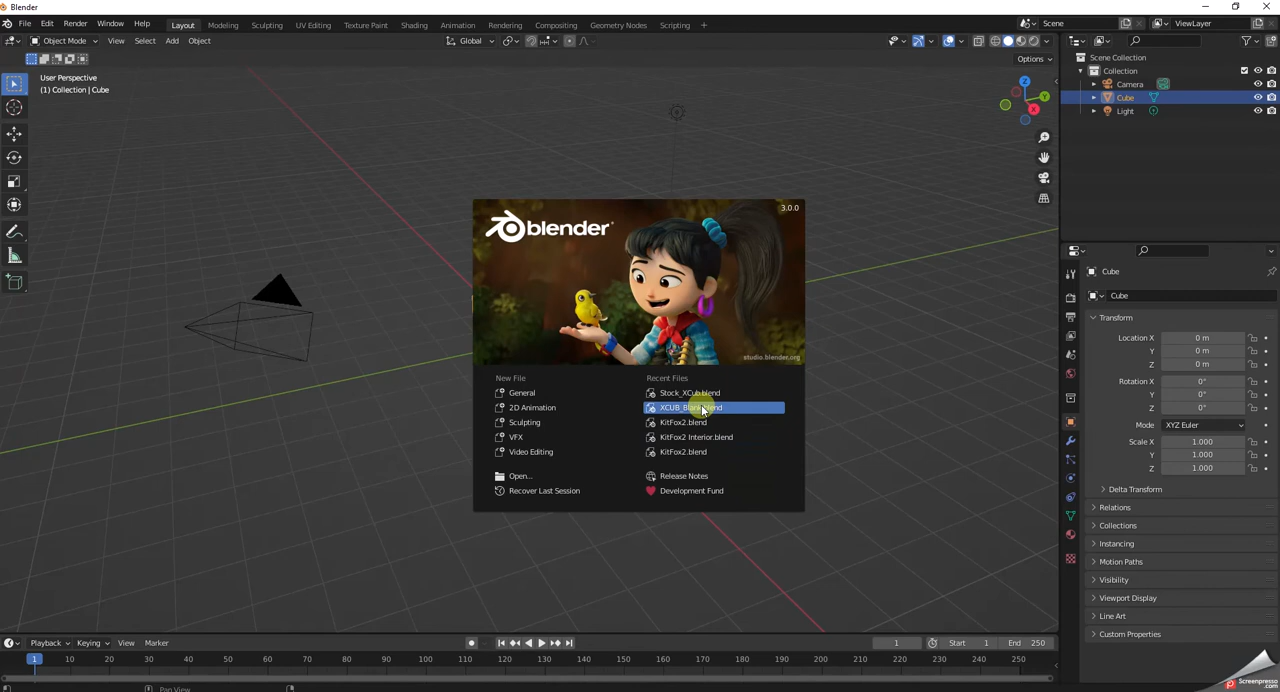 Blender
File Edit Render Window Help Layout Modeling Sculpting UV Editing Texture Paint Shading Animation Rendering Compositing Geometry Nodes Scripting + Scene ViewLayer
Object Mode View Select Add Object Global
Options
User Perspective
(1) Collection | Cube
Z
Y
X
Scene Collection
Collection
Camera
Cube
Light
3.0.0
blender
studio.blender.org
New File Recent Files
General Stock_XCub.blend
2D Animation XCUB_Blank.blend
Sculpting KitFox2.blend
VFX KitFox2 Interior.blend
Video Editing KitFox2.blend
Open... Release Notes
Recover Last Session Development Fund
Cube
Cube
Transform
Location X 0 m
Y 0 m
Z 0 m
Rotation X 0°
Y 0°
Z 0°
Mode XYZ Euler
Scale X 1.000
Y 1.000
Z 1.000
Delta Transform
Relations
Collections
Instancing
Motion Paths
Visibility
Viewport Display
Line Art
Custom Properties
Playback Keying View Marker 1 Start 1 End 250
1 10 20 30 40 50 60 70 80 90 100 110 120 130 140 150 160 170 180 190 200 210 220 230 240 250
Pan View
Screenpresso
.com